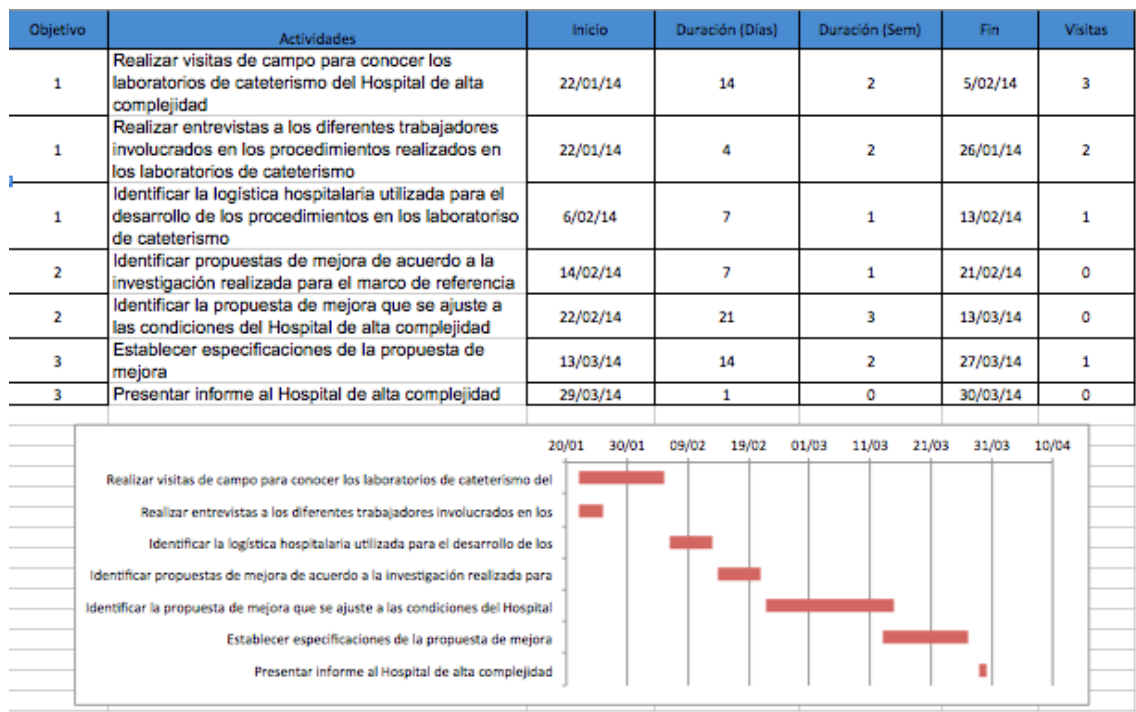 Objetivo Actividades Inicio Duración (Días) Duración (Sem) Fin Visitas
Realizar visitas de campo para conocer los
laboratorios de cateterismo del Hospital de alta
complejidad
1 22/01/14 14 2 5/02/14 3
Realizar entrevistas a los diferentes trabajadores
involucrados en los procedimientos realizados en
los laboratorios de cateterismo
1 22/01/14 4 2 26/01/14 2
Identificar la logística hospitalaria utilizada para el
desarrollo de los procedimientos en los laboratoriso
de cateterismo
1 6/02/14 7 1 13/02/14 1
Identificar propuestas de mejora de acuerdo a la
investigación realizada para el marco de referencia
2 14/02/14 7 1 21/02/14 0
Identificar la propuesta de mejora que se ajuste a
las condiciones del Hospital de alta complejidad
2 22/02/14 21 3 13/03/14 0
Establecer especificaciones de la propuesta de
mejora
3 13/03/14 14 2 27/03/14 1
3 Presentar informe al Hospital de alta complejidad 29/03/14 1 0 30/03/14 0
20/01 30/01 09/02 19/02 01/03 11/03 21/03 31/03 10/04
Realizar visitas de campo para conocer los laboratorios de cateterismo del
Realizar entrevistas a los diferentes trabajadores involucrados en los
Identificar la logística hospitalaria utilizada para el desarrollo de los
Identificar propuestas de mejora de acuerdo a la investigación realizada para
Identificar la propuesta de mejora que se ajuste a las condiciones del Hospital
Establecer especificaciones de la propuesta de mejora
Presentar informe al Hospital de alta complejidad